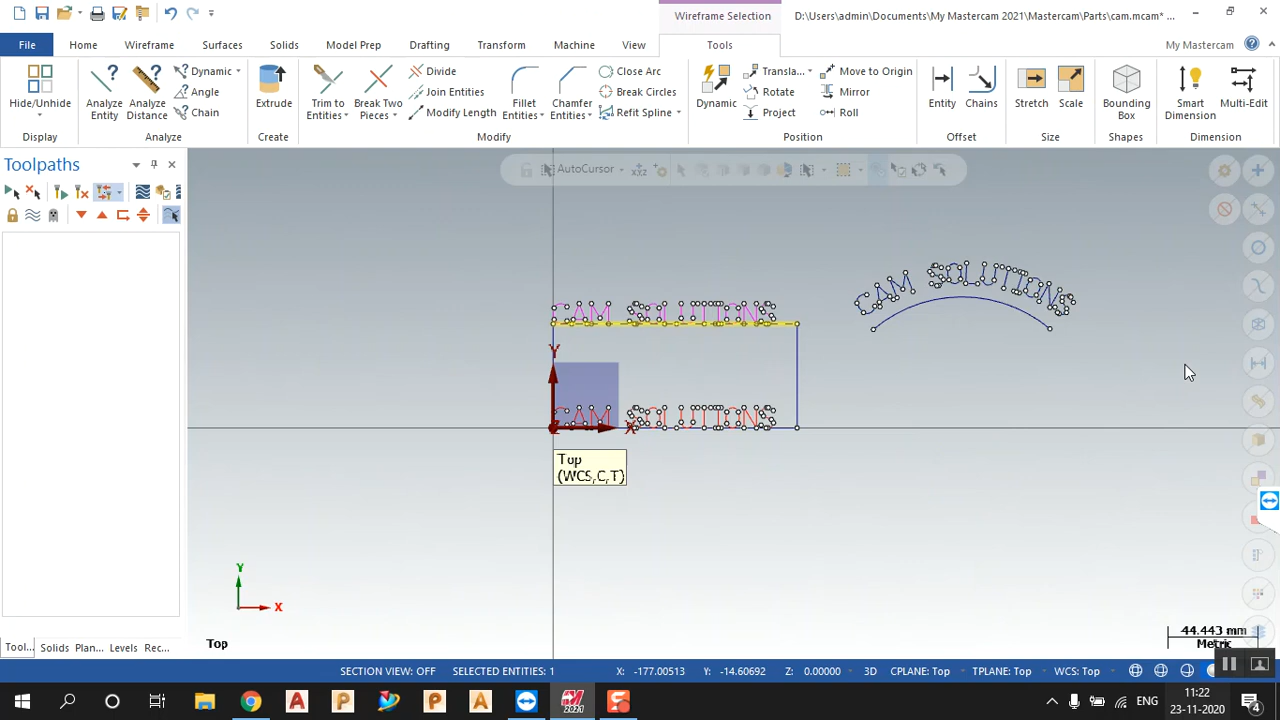 Wireframe Selection
D:\Users\admin\Documents\My Mastercam 2021\Mastercam\Parts\cam.mcam* ...
File Home Wireframe Surfaces Solids Model Prep Drafting Transform Machine View Tools My Mastercam
Hide/Unhide
Display
Analyze Entity
Analyze Distance
Dynamic
Angle
Chain
Analyze
Extrude
Create
Trim to Entities
Break Two Pieces
Divide
Join Entities
Modify Length
Fillet Entities
Chamfer Entities
Close Arc
Break Circles
Refit Spline
Modify
Dynamic
Transla...
Rotate
Project
Move to Origin
Mirror
Roll
Position
Entity
Chains
Offset
Stretch
Scale
Size
Bounding Box
Shapes
Smart Dimension
Multi-Edit
Dimension
Toolpaths
AutoCursor
CAM SOLUTIONS
CAM SOLUTIONS
Y
CAM SOLUTIONS
X
Z
Top
(WCS,C,T)
Y
X
Top
44.443 mm
Metric
Tool... Solids Plan... Levels Rec...
SECTION VIEW: OFF SELECTED ENTITIES: 1 X: -177.00513 Y: -14.60692 Z: 0.00000 3D CPLANE: Top TPLANE: Top WCS: Top
ENG
11:22
23-11-2020
4
2021